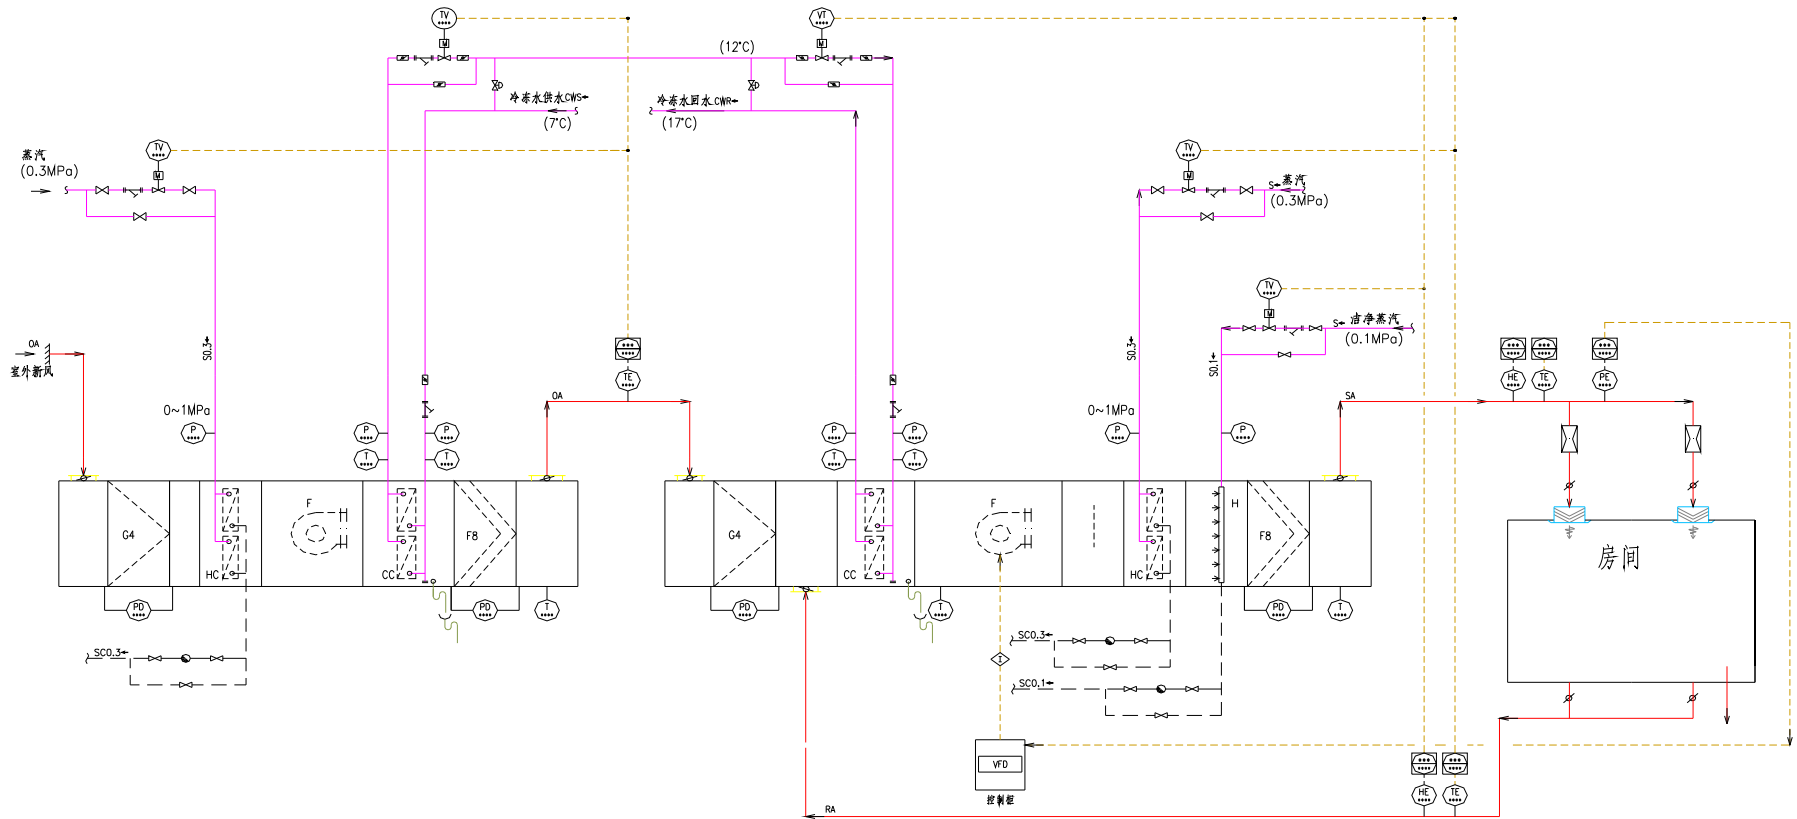 TV
VT
M
M
(12°C)
冷冻水供水CWS
冷冻水回水CWR
(7°C)
(17°C)
TV
TV
蒸汽
(0.3MPa)
M
M
S
蒸汽
(0.3MPa)
TV
M
S
洁净蒸汽
(0.1MPa)
OA
室外新风
S0.3
S0.3
S0.1
TE
HE
TE
PE
OA
SA
0~1MPa
0~1MPa
P
P
P
P
P
P
P
T
T
T
T
G4
F
F8
HC
CC
G4
F
H
F8
CC
HC
房间
PD
PD
T
PD
T
PD
T
SC0.3
SC0.3
I
SC0.1
VFD
控制柜
HE
TE
RA